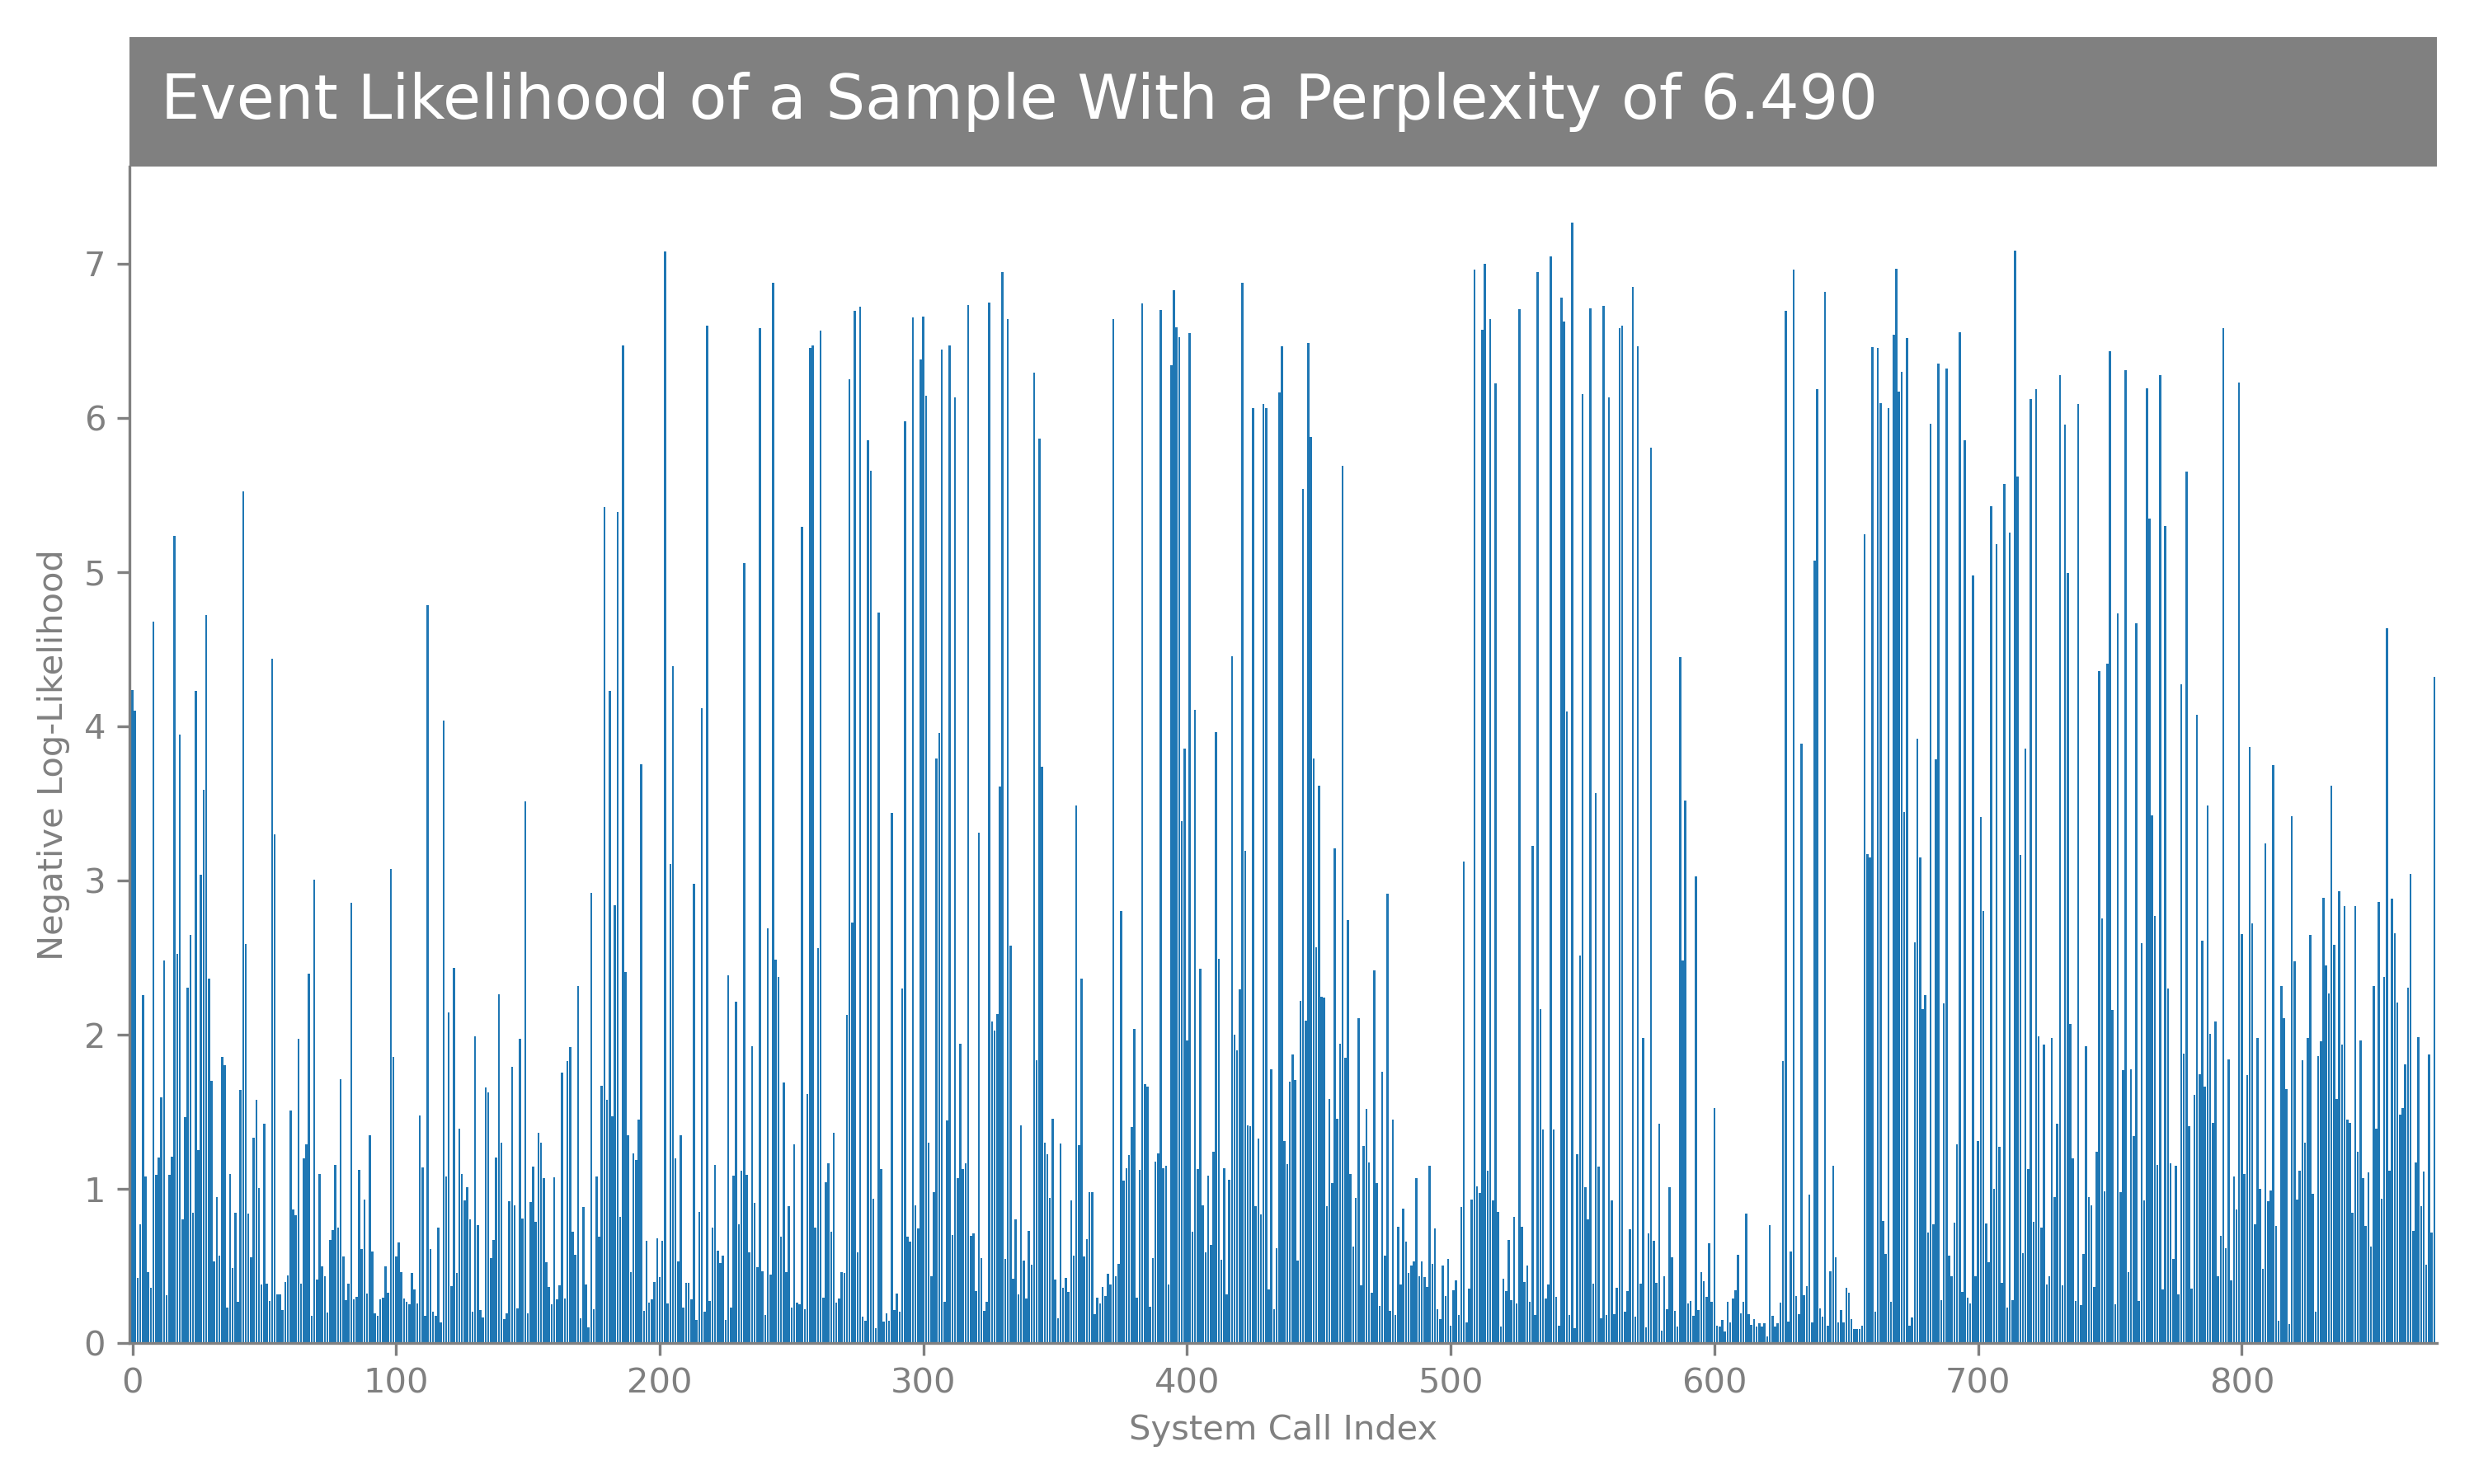 Event Likelihood of a Sample With a Perplexity of 6.490
Negative Log-Likelihood
7
6
5
4
3
2
1
0
0 100 200 300 400 500 600 700 800
System Call Index